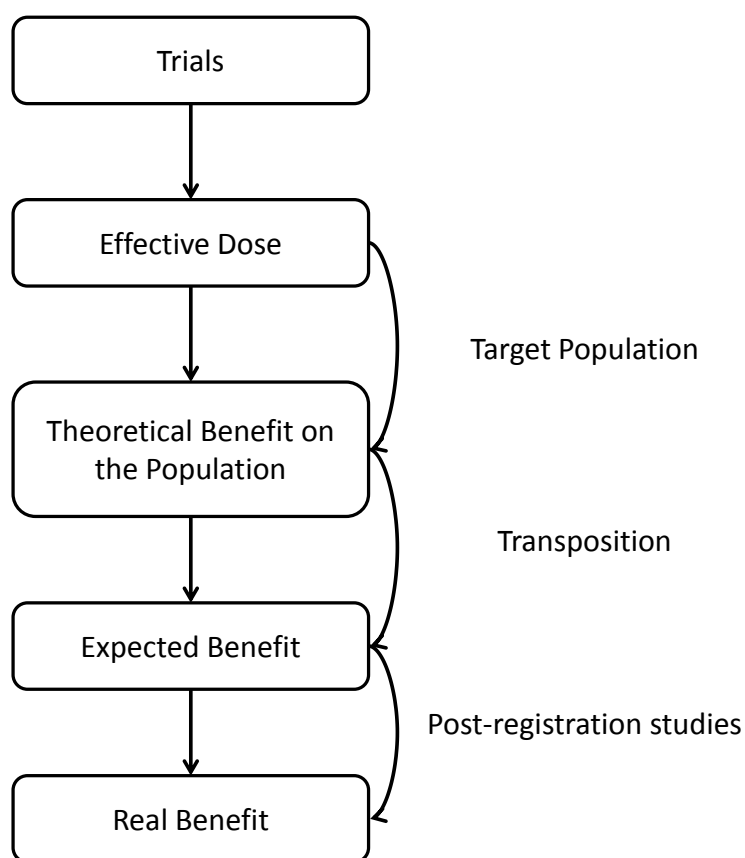 Trials
Effective Dose
Target Population
Theoretical Benefit on
the Population
Transposition
Expected Benefit
Post-registration studies
Real Benefit